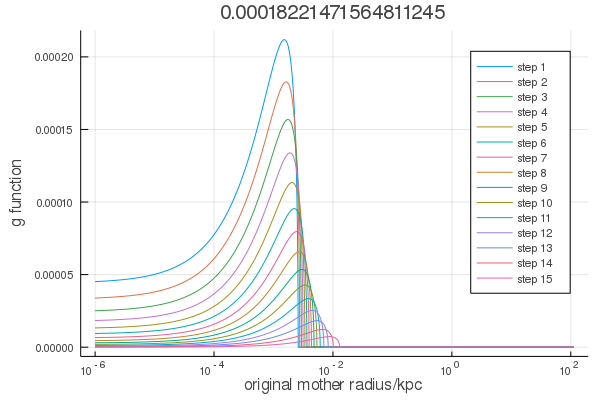 0.00018221471564811245
g function
0.00020
0.00015
0.00010
0.00005
0.00000
10^-6
10^-4
10^-2
10^0
10^2
original mother radius/kpc
step 1
step 2
step 3
step 4
step 5
step 6
step 7
step 8
step 9
step 10
step 11
step 12
step 13
step 14
step 15